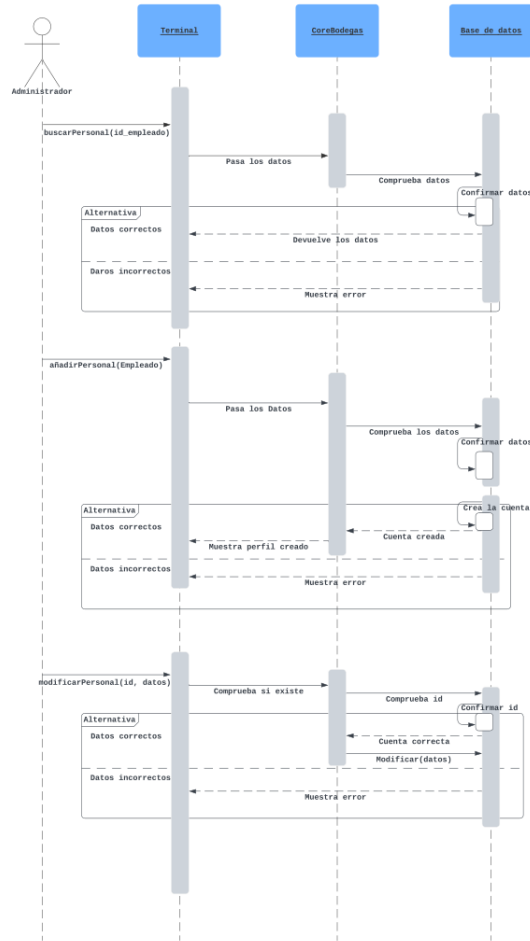 Terminal
CoreBodegas
Base de datos
Administrador
buscarPersonal(id_empleado)
Pasa los datos
Comprueba datos
Confirmar datos
Alternativa
Datos correctos
Devuelve los datos
Daros incorrectos
Muestra error
añadirPersonal(Empleado)
Pasa los Datos
Comprueba los datos
Confirmar datos
Alternativa
Crea la cuenta
Datos correctos
Cuenta creada
Muestra perfil creado
Datos incorrectos
Muestra error
modificarPersonal(id, datos)
Comprueba si existe
Comprueba id
Confirmar id
Alternativa
Datos correctos
Cuenta correcta
Modificar(datos)
Datos incorrectos
Muestra error